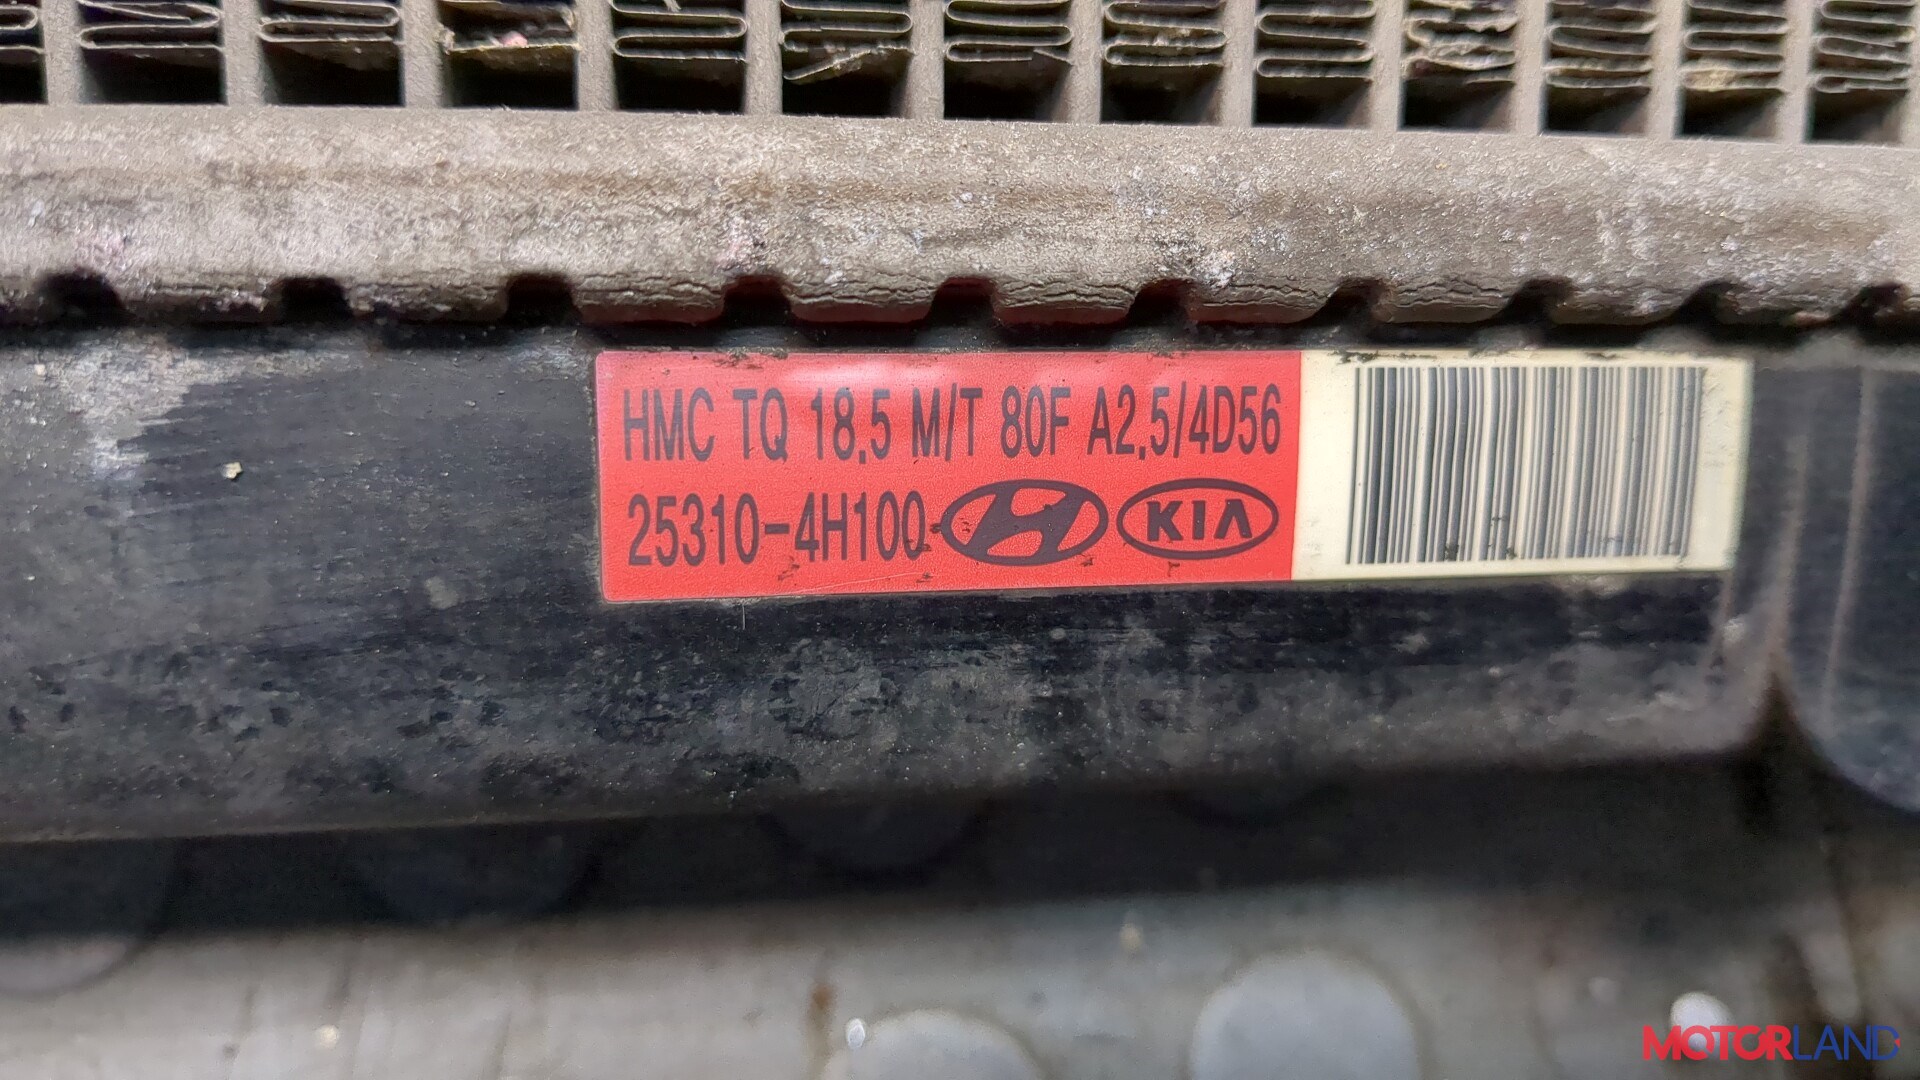 HMC TQ 18.5 M/T 80F A2.5/4D56
25310-4H100 KIA
MOTORLAND